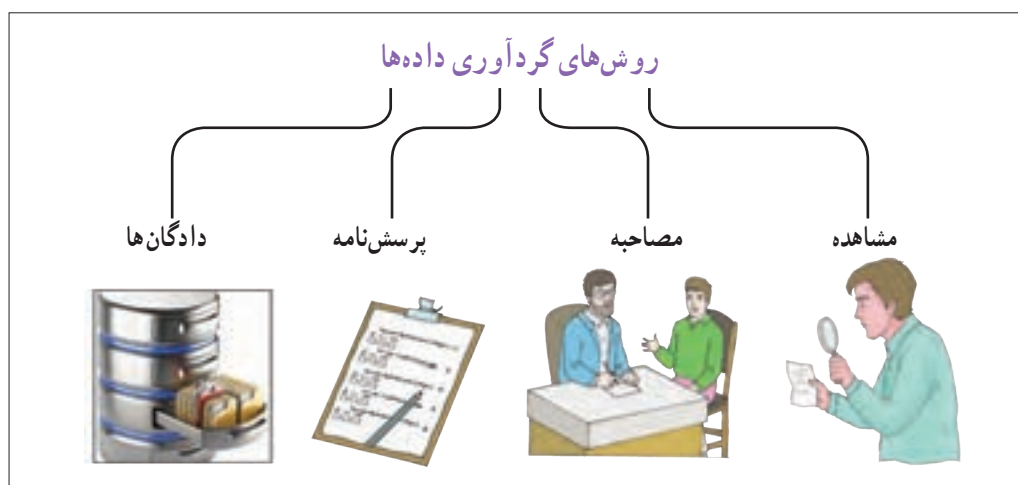 روش‌های گردآوری داده‌ها
مشاهده
مصاحبه
پرسش‌نامه
دادگان‌ها